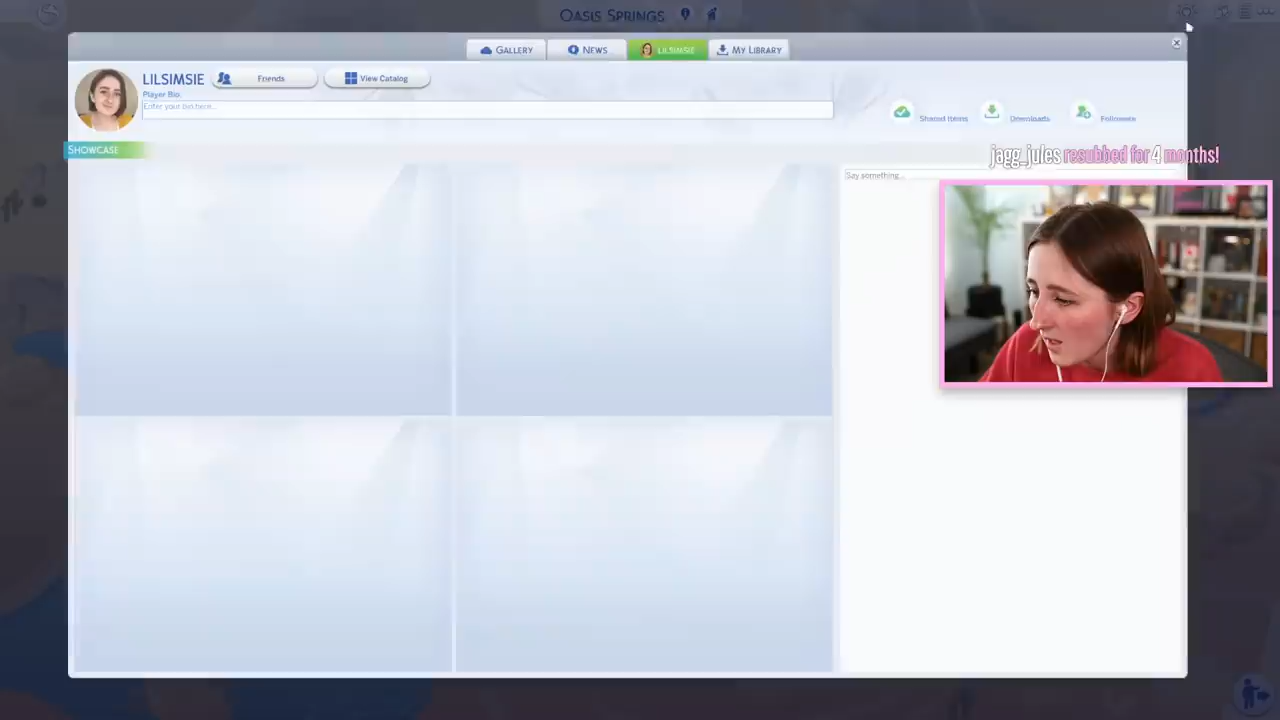 OASIS SPRINGS
GALLERY
NEWS
LILSIMSIE
MY LIBRARY
LILSIMSIE
Friends
View Catalog
Player Bio:
Enter your bio here...
Shared Items
Downloads
Followers
SHOWCASE
jagg_jules resubbed for 4 months!
Say something...